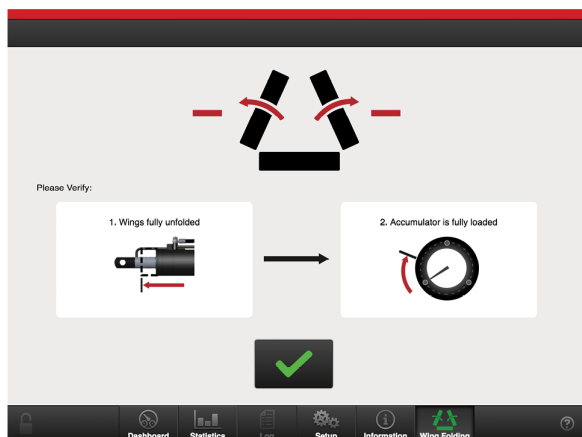 Please Verify:
1. Wings fully unfolded
2. Accumulator is fully loaded
Dashboard
Statistics
Log
Setup
Information
Wing Folding